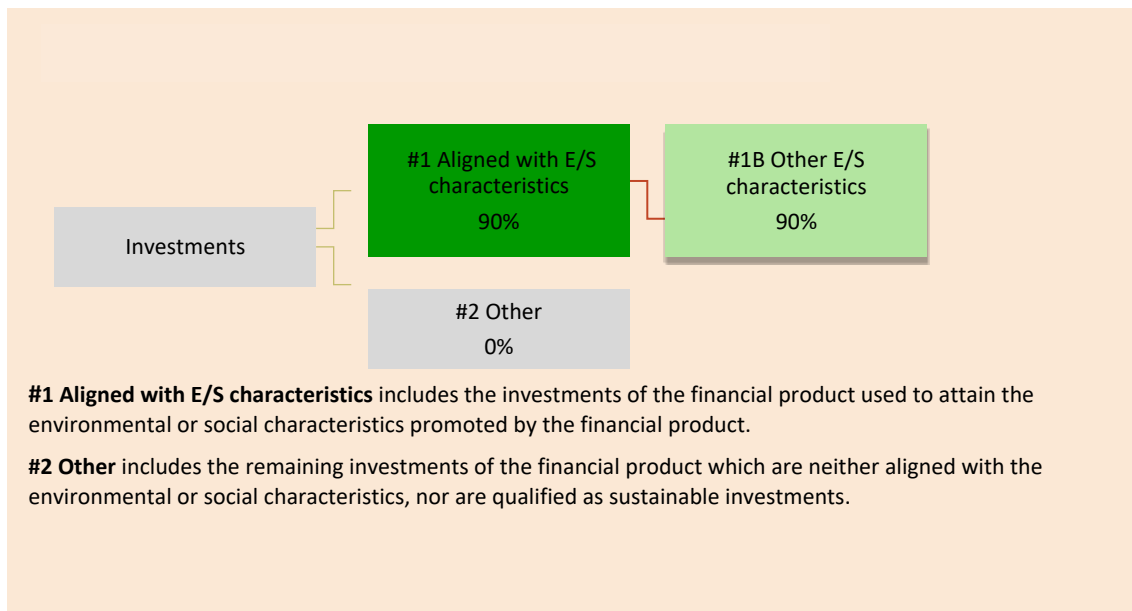 #1 Aligned with E/S
characteristics
90%
#1B Other E/S
characteristics
90%
Investments
#2 Other
0%
#1 Aligned with E/S characteristics includes the investments of the financial product used to attain the
environmental or social characteristics promoted by the financial product.
#2 Other includes the remaining investments of the financial product which are neither aligned with the
environmental or social characteristics, nor are qualified as sustainable investments.